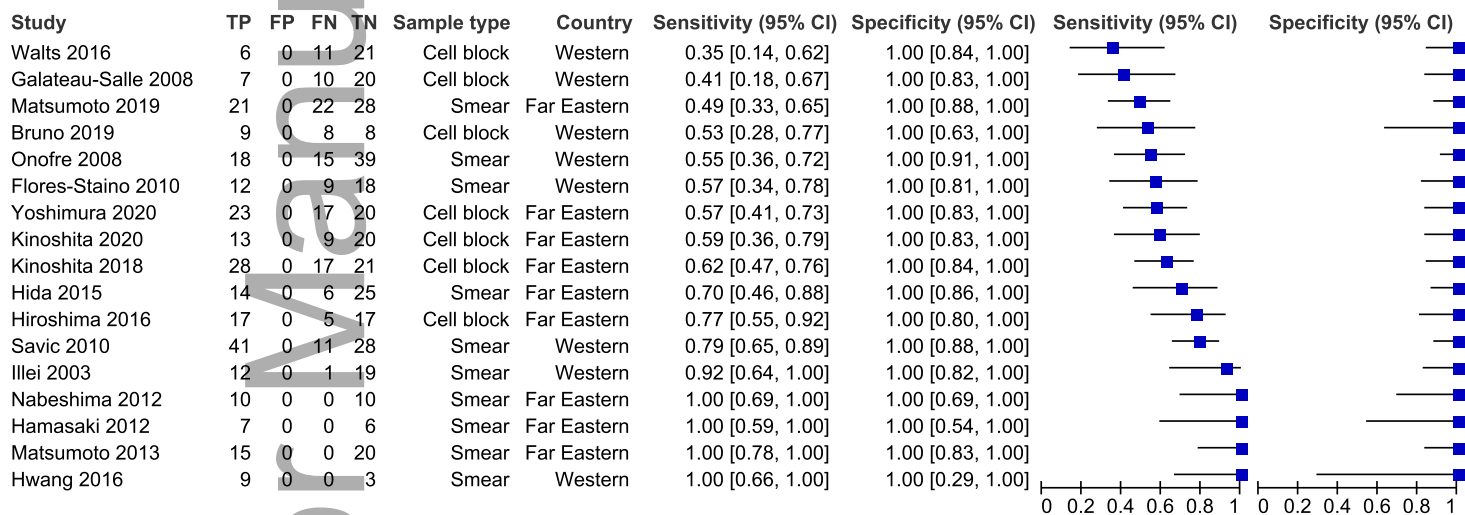 Study TP FP FN TN Sample type Country Sensitivity (95% CI) Specificity (95% CI) Sensitivity (95% CI) Specificity (95% CI)
Walts 2016 6 0 11 21 Cell block Western 0.35 [0.14, 0.62] 1.00 [0.84, 1.00]
Galateau-Salle 2008 7 0 10 20 Cell block Western 0.41 [0.18, 0.67] 1.00 [0.83, 1.00]
Matsumoto 2019 21 0 22 28 Smear Far Eastern 0.49 [0.33, 0.65] 1.00 [0.88, 1.00]
Bruno 2019 9 0 8 8 Cell block Western 0.53 [0.28, 0.77] 1.00 [0.63, 1.00]
Onofre 2008 18 0 15 39 Smear Western 0.55 [0.36, 0.72] 1.00 [0.91, 1.00]
Flores-Staino 2010 12 0 9 18 Smear Western 0.57 [0.34, 0.78] 1.00 [0.81, 1.00]
Yoshimura 2020 23 0 17 20 Cell block Far Eastern 0.57 [0.41, 0.73] 1.00 [0.83, 1.00]
Kinoshita 2020 13 0 9 20 Cell block Far Eastern 0.59 [0.36, 0.79] 1.00 [0.83, 1.00]
Kinoshita 2018 28 0 17 21 Cell block Far Eastern 0.62 [0.47, 0.76] 1.00 [0.84, 1.00]
Hida 2015 14 0 6 25 Smear Far Eastern 0.70 [0.46, 0.88] 1.00 [0.86, 1.00]
Hiroshima 2016 17 0 5 17 Cell block Far Eastern 0.77 [0.55, 0.92] 1.00 [0.80, 1.00]
Savic 2010 41 0 11 28 Smear Western 0.79 [0.65, 0.89] 1.00 [0.88, 1.00]
Illei 2003 12 0 1 19 Smear Western 0.92 [0.64, 1.00] 1.00 [0.82, 1.00]
Nabeshima 2012 10 0 0 10 Smear Far Eastern 1.00 [0.69, 1.00] 1.00 [0.69, 1.00]
Hamasaki 2012 7 0 0 6 Smear Far Eastern 1.00 [0.59, 1.00] 1.00 [0.54, 1.00]
Matsumoto 2013 15 0 0 20 Smear Far Eastern 1.00 [0.78, 1.00] 1.00 [0.83, 1.00]
Hwang 2016 9 0 0 3 Smear Western 1.00 [0.66, 1.00] 1.00 [0.29, 1.00]
0 0.2 0.4 0.6 0.8 1 0 0.2 0.4 0.6 0.8 1
r Manu